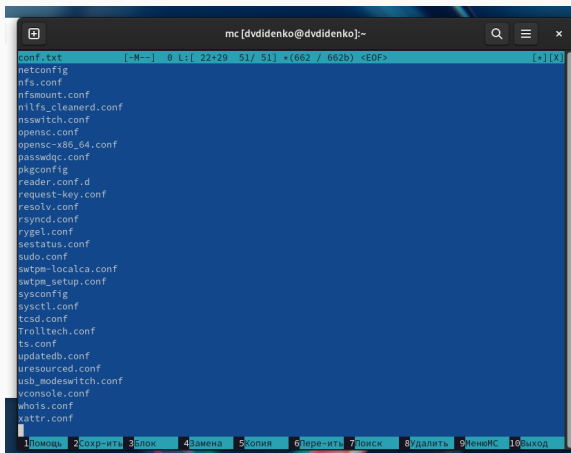 mc [dvdidenko@dvdidenko]:~
conf.txt [-M--] 0 L:[ 22+29 51/ 51] *(662 / 662b) <EOF> [*][X]
netconfig
nfs.conf
nfsmount.conf
nilfs_cleanerd.conf
nsswitch.conf
opensc.conf
opensc-x86_64.conf
passwdqc.conf
pkgconfig
reader.conf.d
request-key.conf
resolv.conf
rsyncd.conf
rygel.conf
sestatus.conf
sudo.conf
swtpm-localca.conf
swtpm_setup.conf
sysconfig
sysctl.conf
tcsd.conf
Trolltech.conf
ts.conf
updatedb.conf
uresourced.conf
usb_modeswitch.conf
vconsole.conf
whois.conf
xattr.conf
1Помощь 2Сохр~ить 3Блок 4Замена 5Копия 6Пере~ить 7Поиск 8Удалить 9МенюMC 10Выход